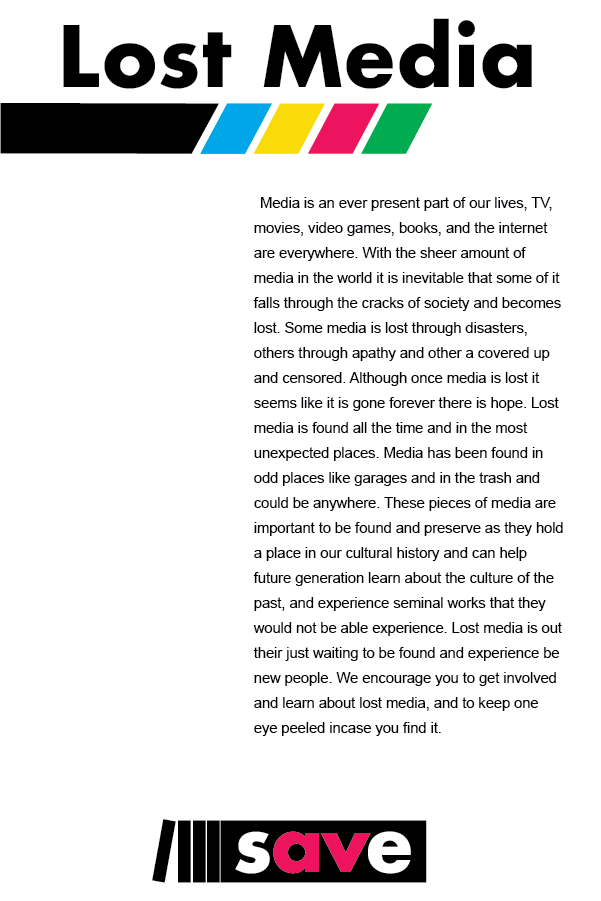 Lost Media
Media is an ever present part of our lives, TV,
movies, video games, books, and the internet
are everywhere. With the sheer amount of
media in the world it is inevitable that some of it
falls through the cracks of society and becomes
lost. Some media is lost through disasters,
others through apathy and other a covered up
and censored. Although once media is lost it
seems like it is gone forever there is hope. Lost
media is found all the time and in the most
unexpected places. Media has been found in
odd places like garages and in the trash and
could be anywhere. These pieces of media are
important to be found and preserve as they hold
a place in our cultural history and can help
future generation learn about the culture of the
past, and experience seminal works that they
would not be able experience. Lost media is out
their just waiting to be found and experience be
new people. We encourage you to get involved
and learn about lost media, and to keep one
eye peeled incase you find it.
save